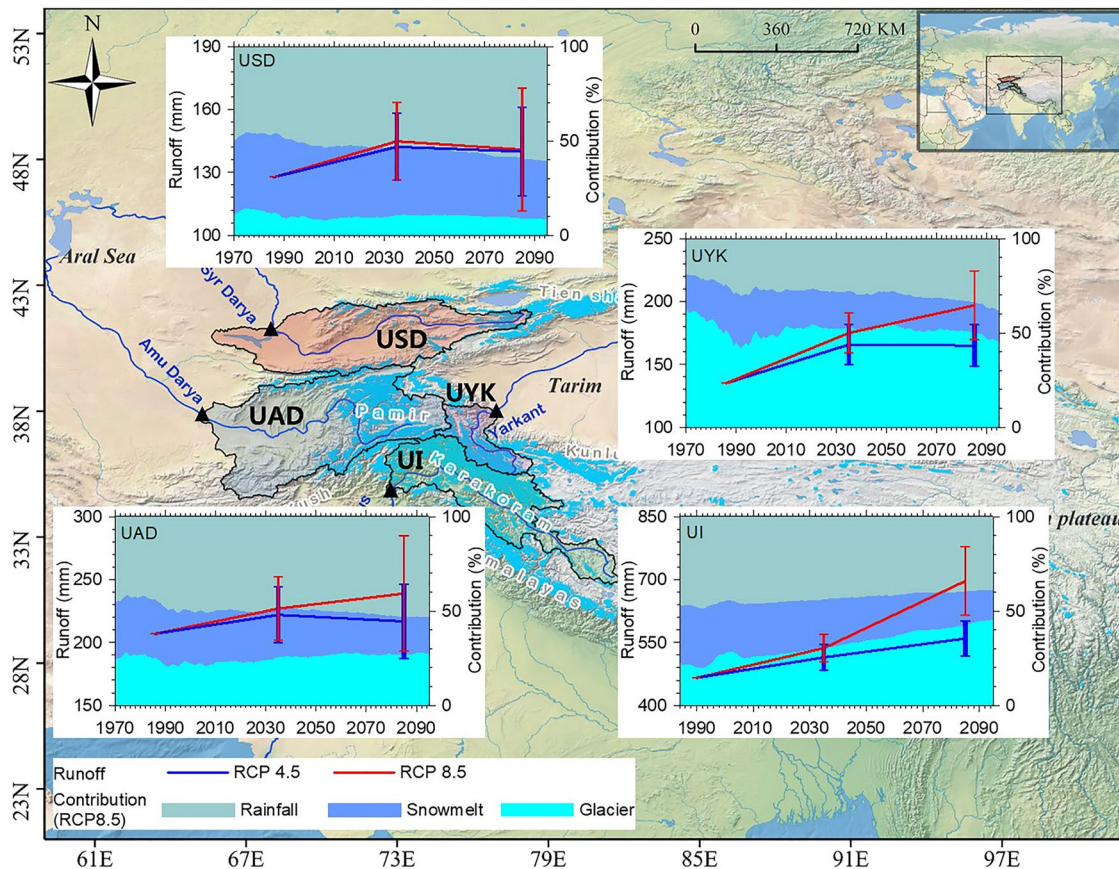 N
0 360 720 KM
53N
48N
43N
38N
33N
28N
23N
61E 67E 73E 79E 85E 91E 97E
USD
Runoff (mm)
Contribution (%)
190
160
130
100
100
50
0
1970 1990 2010 2030 2050 2070 2090
UYK
Runoff (mm)
Contribution (%)
250
200
150
100
100
50
0
1970 1990 2010 2030 2050 2070 2090
Aral Sea
Syr Darya
Amu Darya
Tien sh
USD
UAD
UYK
UI
Pamir
Tarim
Yarkant
Kunlu
Karakoram
ush
s
malayas
plateau
UAD
Runoff (mm)
Contribution (%)
300
250
200
150
100
50
0
1970 1990 2010 2030 2050 2070 2090
UI
Runoff (mm)
Contribution (%)
850
700
550
400
100
50
0
1990 2010 2030 2050 2070 2090
Runoff RCP 4.5 RCP 8.5
Contribution
(RCP8.5) Rainfall Snowmelt Glacier